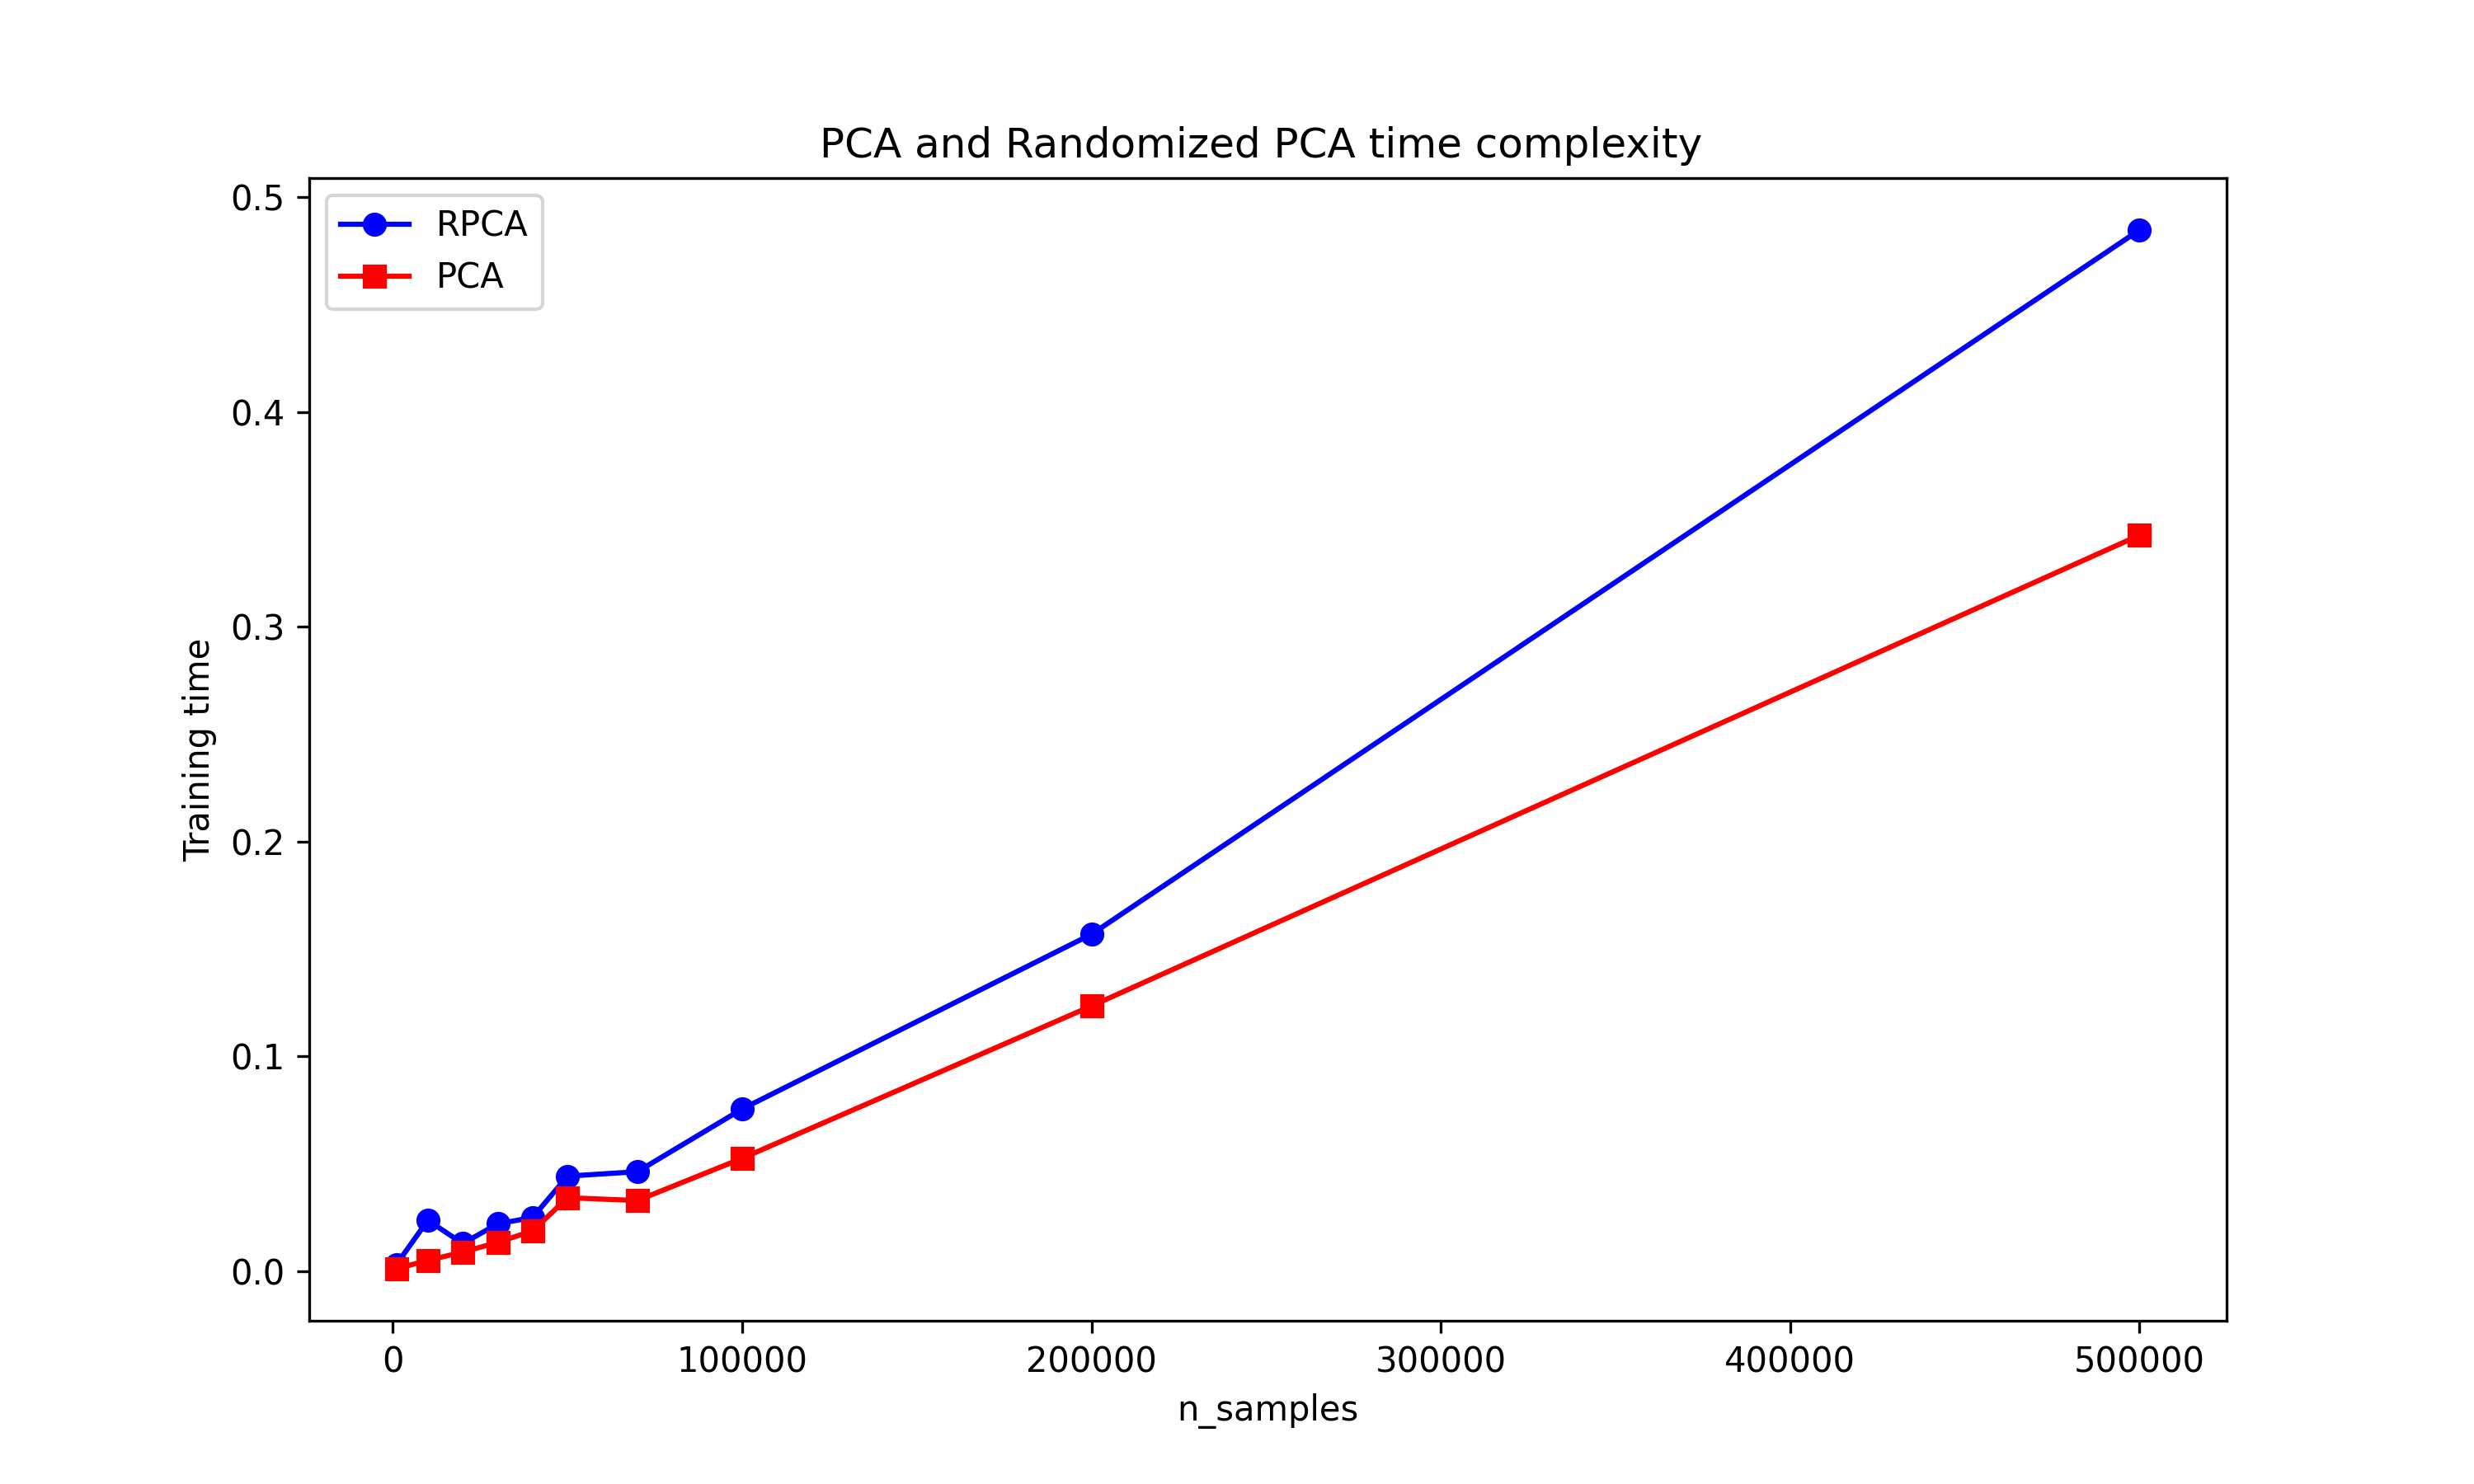 PCA and Randomized PCA time complexity
RPCA
PCA
0.5
0.4
0.3
0.2
0.1
0.0
Training time
0 100000 200000 300000 400000 500000
n_samples